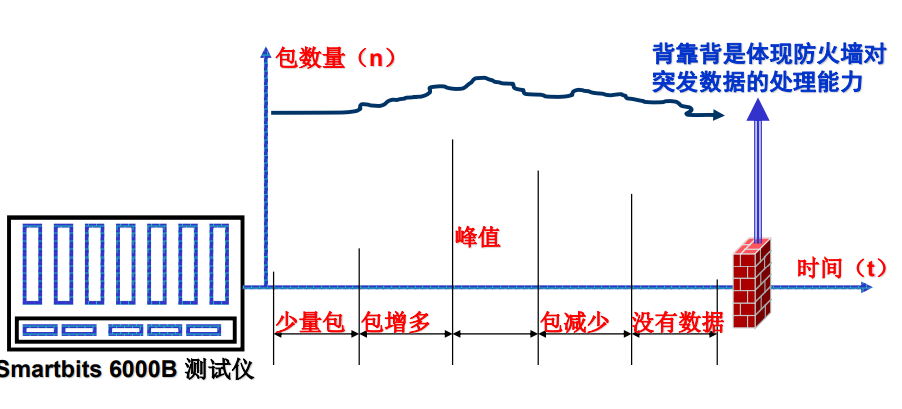 包数量（n）
背靠背是体现防火墙对
突发数据的处理能力
峰值
时间（t）
少量包
包增多
包减少
没有数据
Smartbits 6000B 测试仪